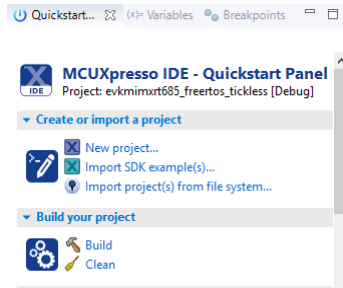 Quickstart... (x)= Variables Breakpoints
MCUXpresso IDE - Quickstart Panel
IDE
Project: evkmimxrt685_freertos_tickless [Debug]
Create or import a project
New project...
Import SDK example(s)...
Import project(s) from file system...
Build your project
Build
Clean